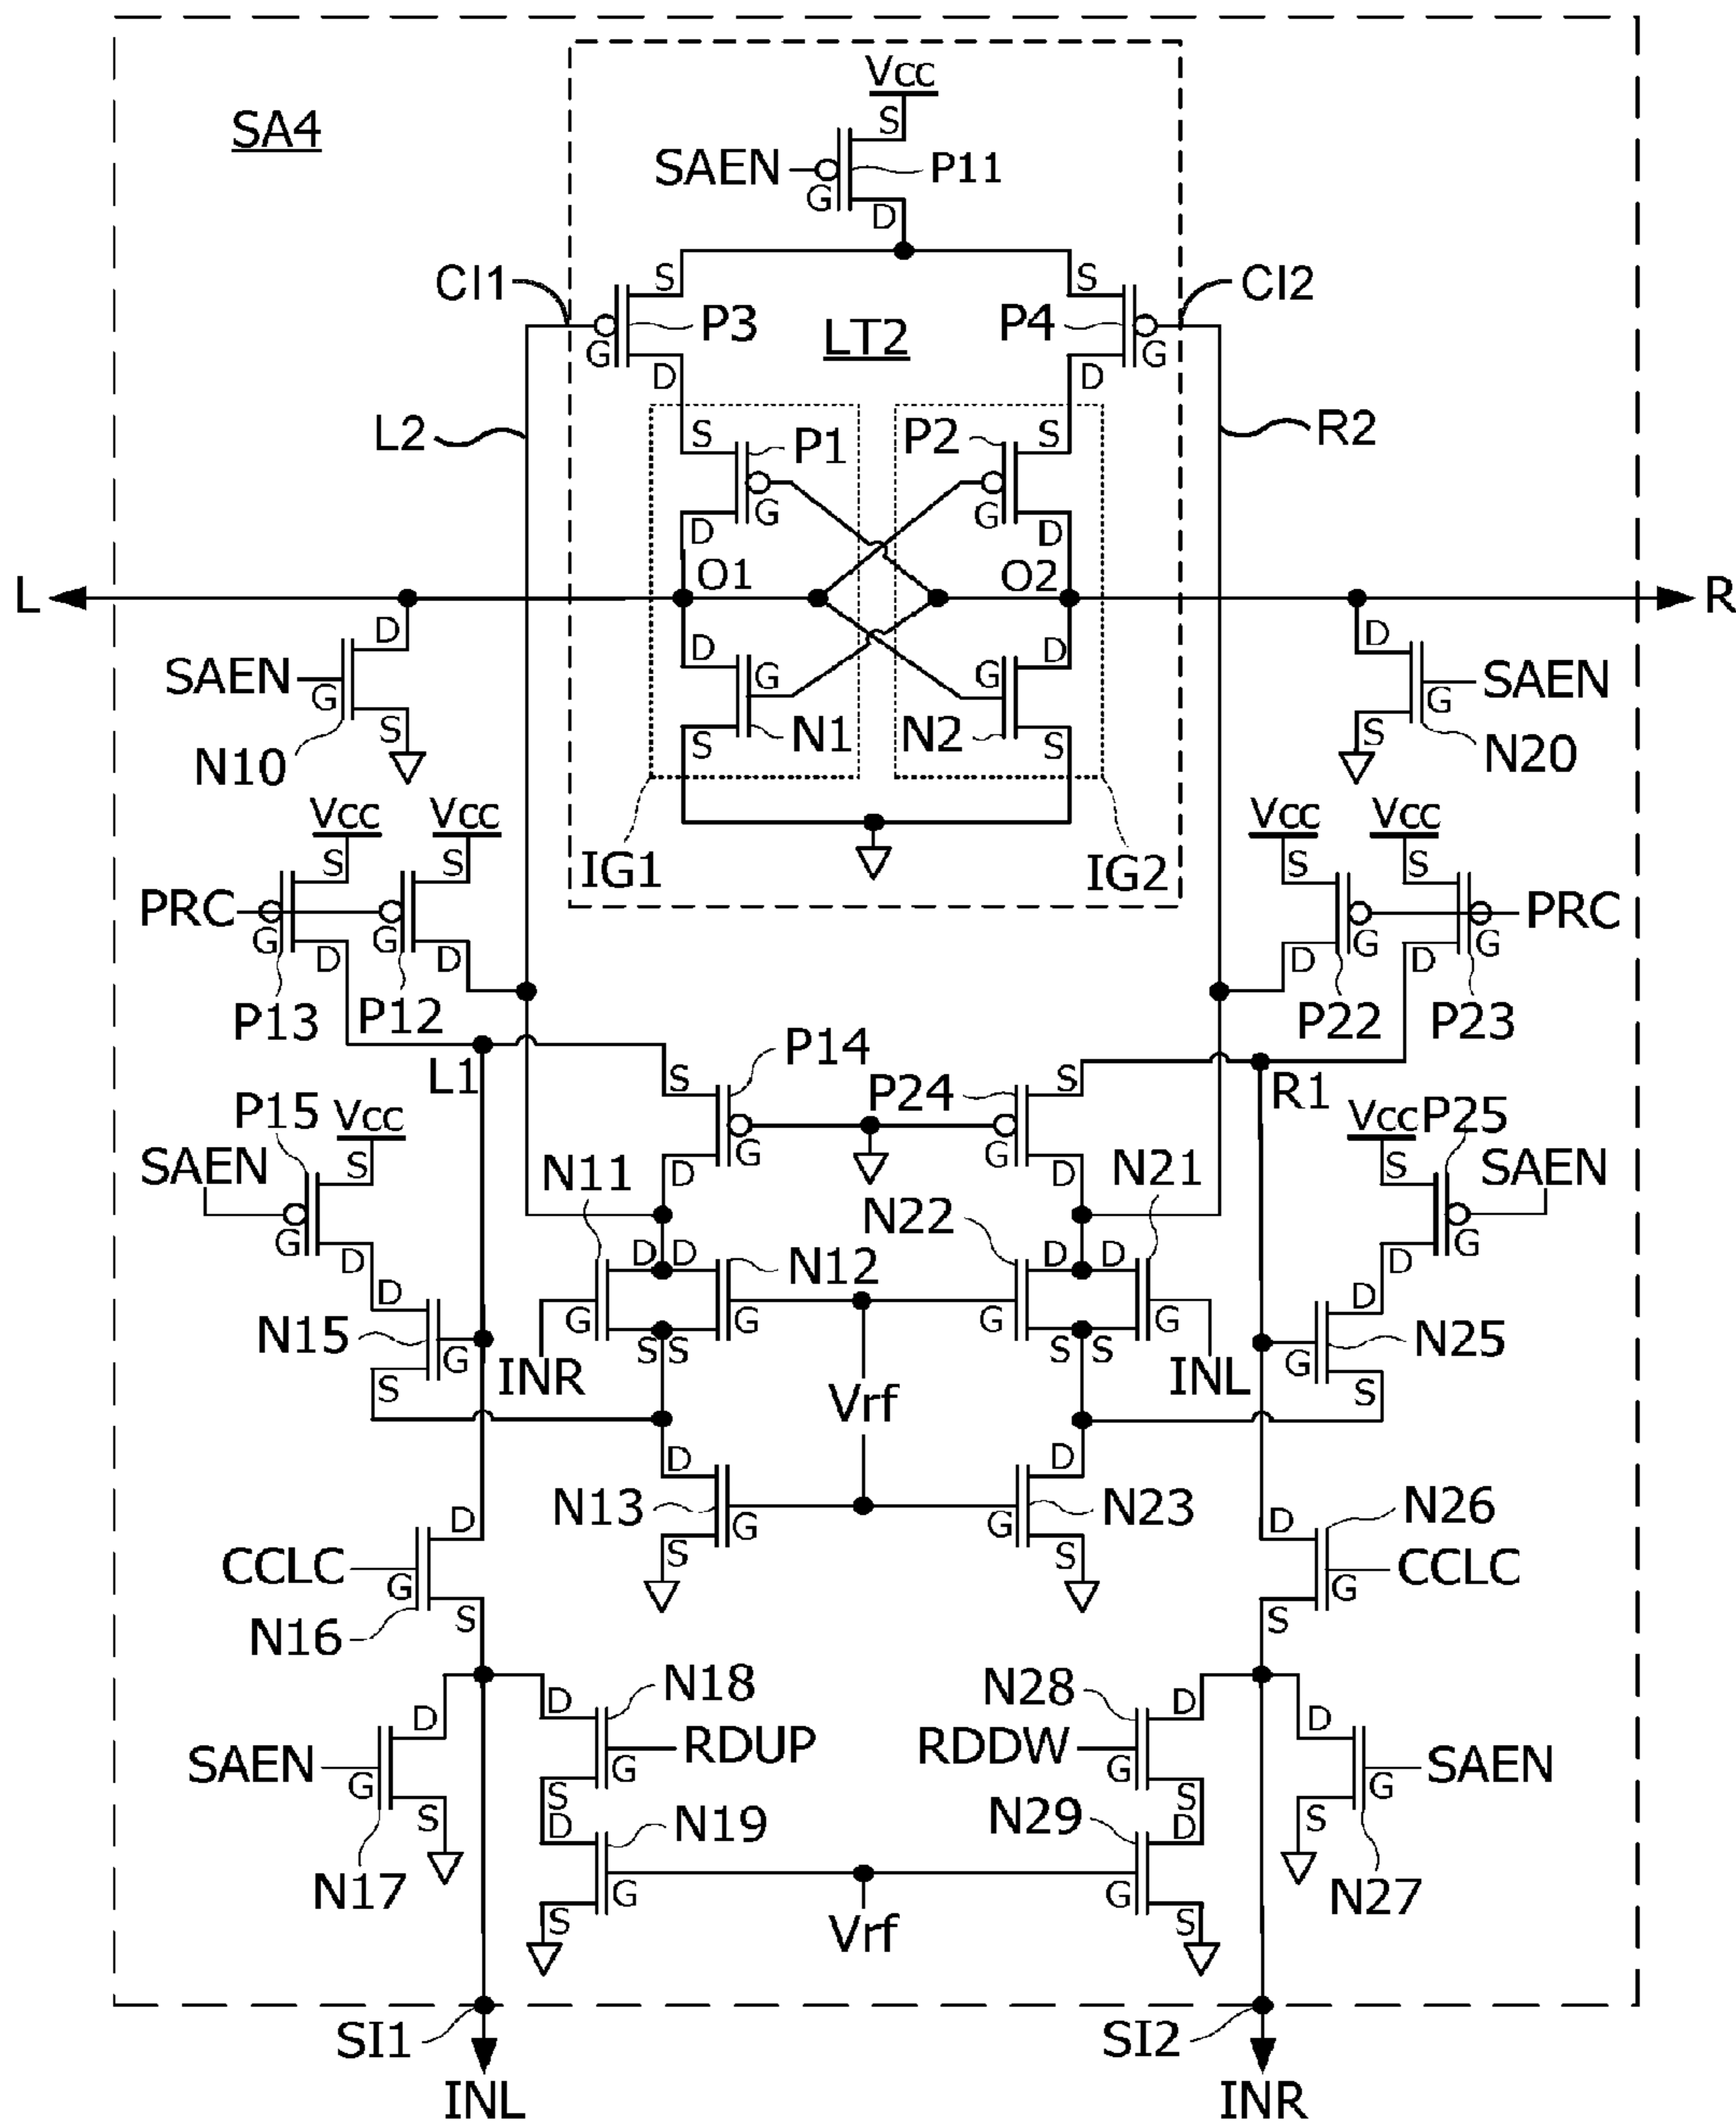 Vcc
SA4
S
SAEN P11
G
D
S S
CI1 CI2
P3 P4
LT2
G G
D D
L2 R2
S P1 P2 S
G G
D D
O1 O2
L R
D D G G D D
SAEN SAEN
G G
S N1 N2 S
S S
N10 N20
Vcc Vcc Vcc Vcc
S S IG1 IG2 S S
PRC PRC
G G G G
D D D D
P13 P12 P22 P23
P14
L1 S P24 S R1
P15 Vcc Vcc P25
SAEN S G G S SAEN
N11 D D N21
G N22 G
D D D N12 D D D
D D
N15 G G G G N25
G S S S S G
S INR INL S
Vrf
D D
N13 N23
G G
D S S D N26
CCLC CCLC
G G
N16 S S
D N18 N28 D
D D
SAEN RDUP RDDW SAEN
G G G G
S S S S
D N19 N29 D
N17 G G N27
S Vrf S
SI1 SI2
INL INR